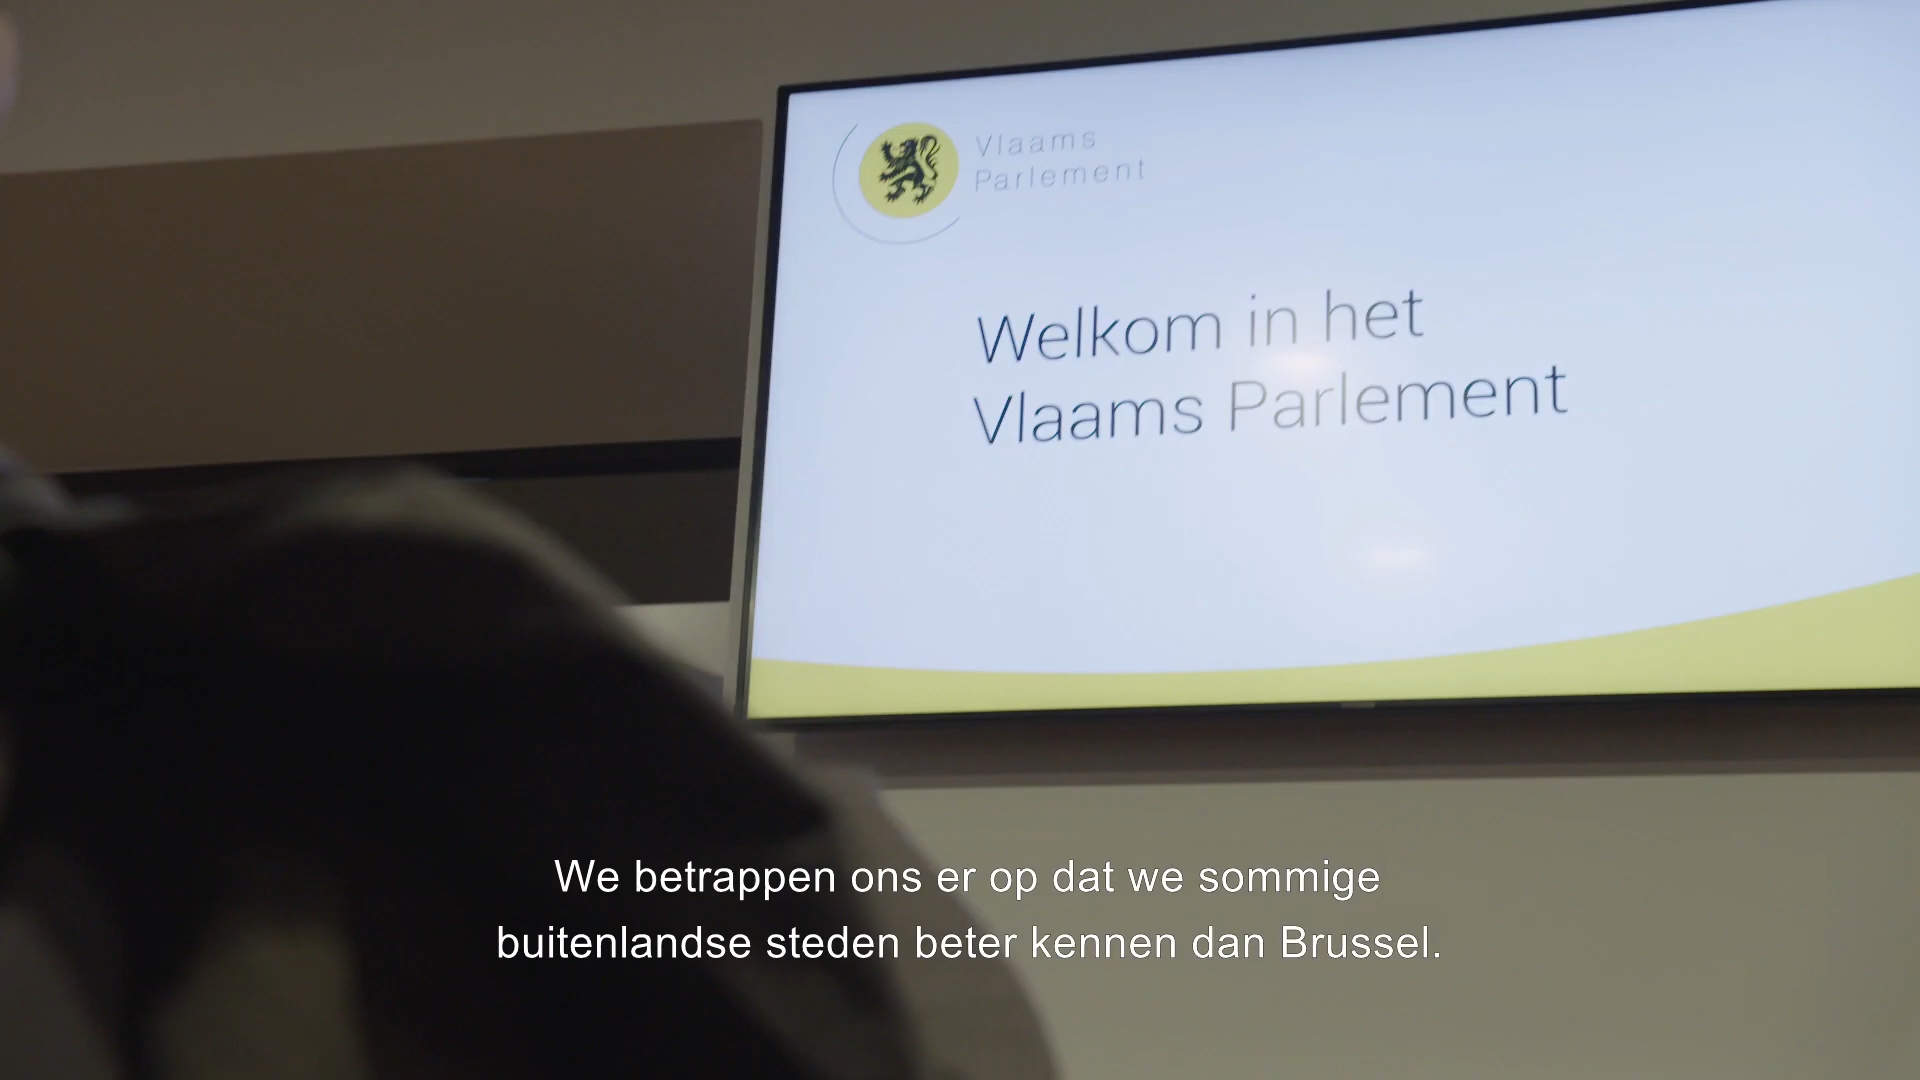 Vlaams
Parlement
Welkom in het
Vlaams Parlement
We betrappen ons er op dat we sommige
buitenlandse steden beter kennen dan Brussel.